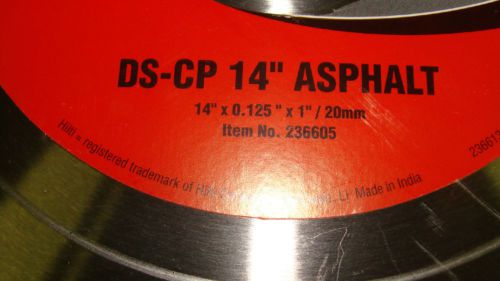 DS-CP 14" ASPHALT
14" x 0.125 " x 1" / 20mm
Item No. 236605
Hilti = registered trademark of Hilti Made in India